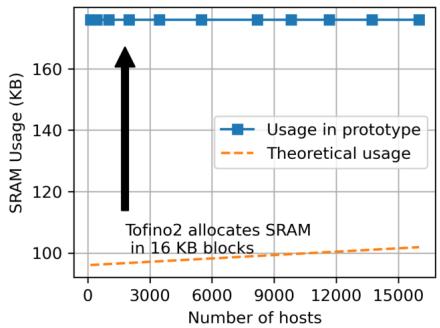 160
140
120
100
SRAM Usage (KB)
Usage in prototype
Theoretical usage
Tofino2 allocates SRAM
in 16 KB blocks
0 3000 6000 9000 12000 15000
Number of hosts